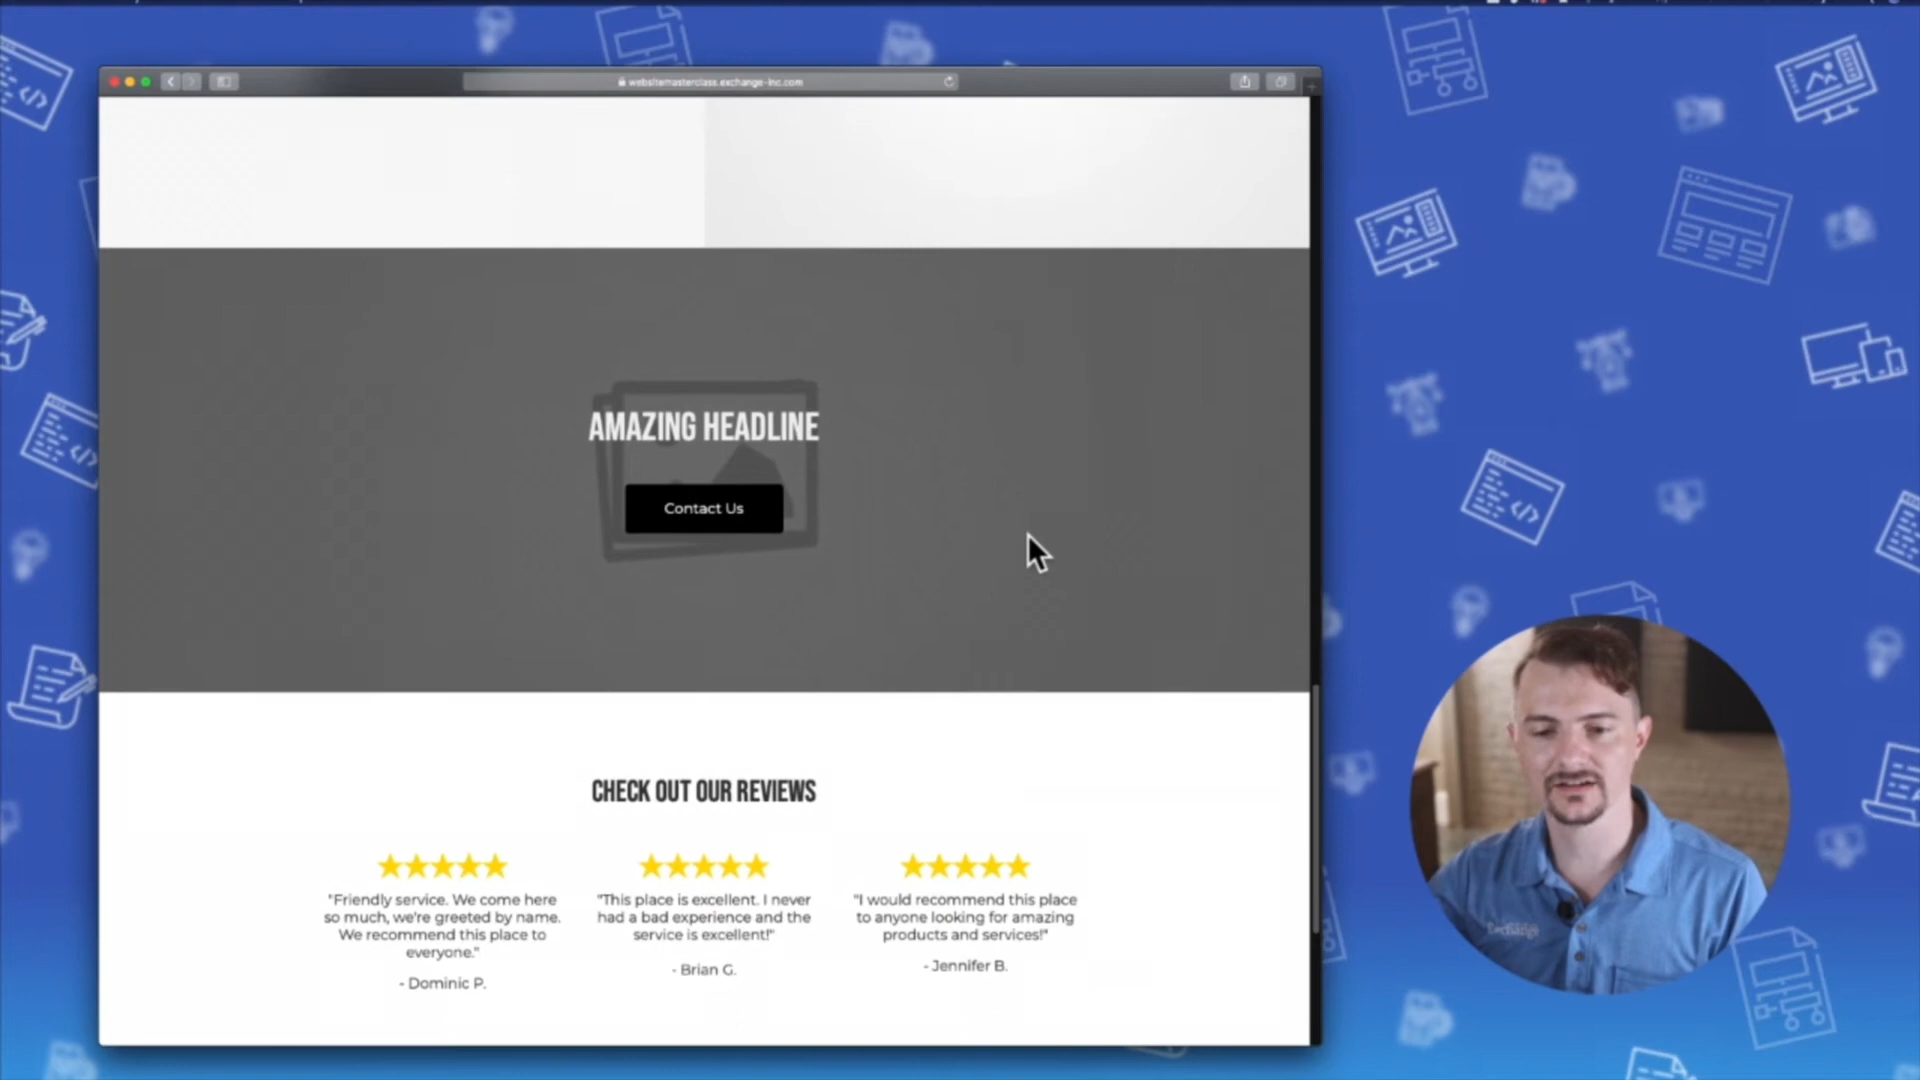 websitemasterclass.exchange-inc.com
AMAZING HEADLINE
Contact Us
CHECK OUT OUR REVIEWS
"Friendly service. We come here
so much, we're greeted by name.
We recommend this place to
everyone."
- Dominic P.
"This place is excellent. I never
had a bad experience and the
service is excellent!"
- Brian G.
"I would recommend this place
to anyone looking for amazing
products and services!"
- Jennifer B.
Exchange